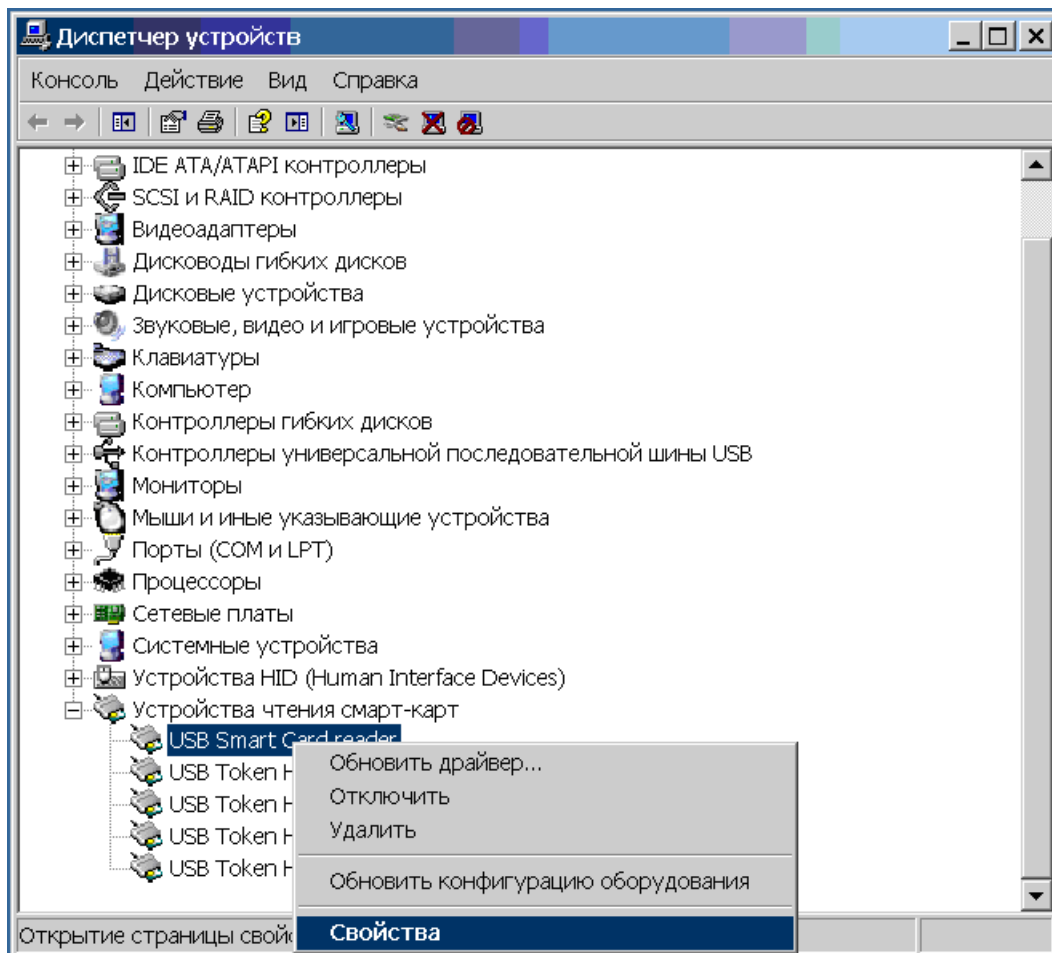 Диспетчер устройств
Консоль Действие Вид Справка
IDE ATA/ATAPI контроллеры
SCSI и RAID контроллеры
Видеоадаптеры
Дисководы гибких дисков
Дисковые устройства
Звуковые, видео и игровые устройства
Клавиатуры
Компьютер
Контроллеры гибких дисков
Контроллеры универсальной последовательной шины USB
Мониторы
Мыши и иные указывающие устройства
Порты (COM и LPT)
Процессоры
Сетевые платы
Системные устройства
Устройства HID (Human Interface Devices)
Устройства чтения смарт-карт
USB Smart Card reader
USB Token
USB Token
USB Token
USB Token
Обновить драйвер...
Отключить
Удалить
Обновить конфигурацию оборудования
Свойства
Открытие страницы